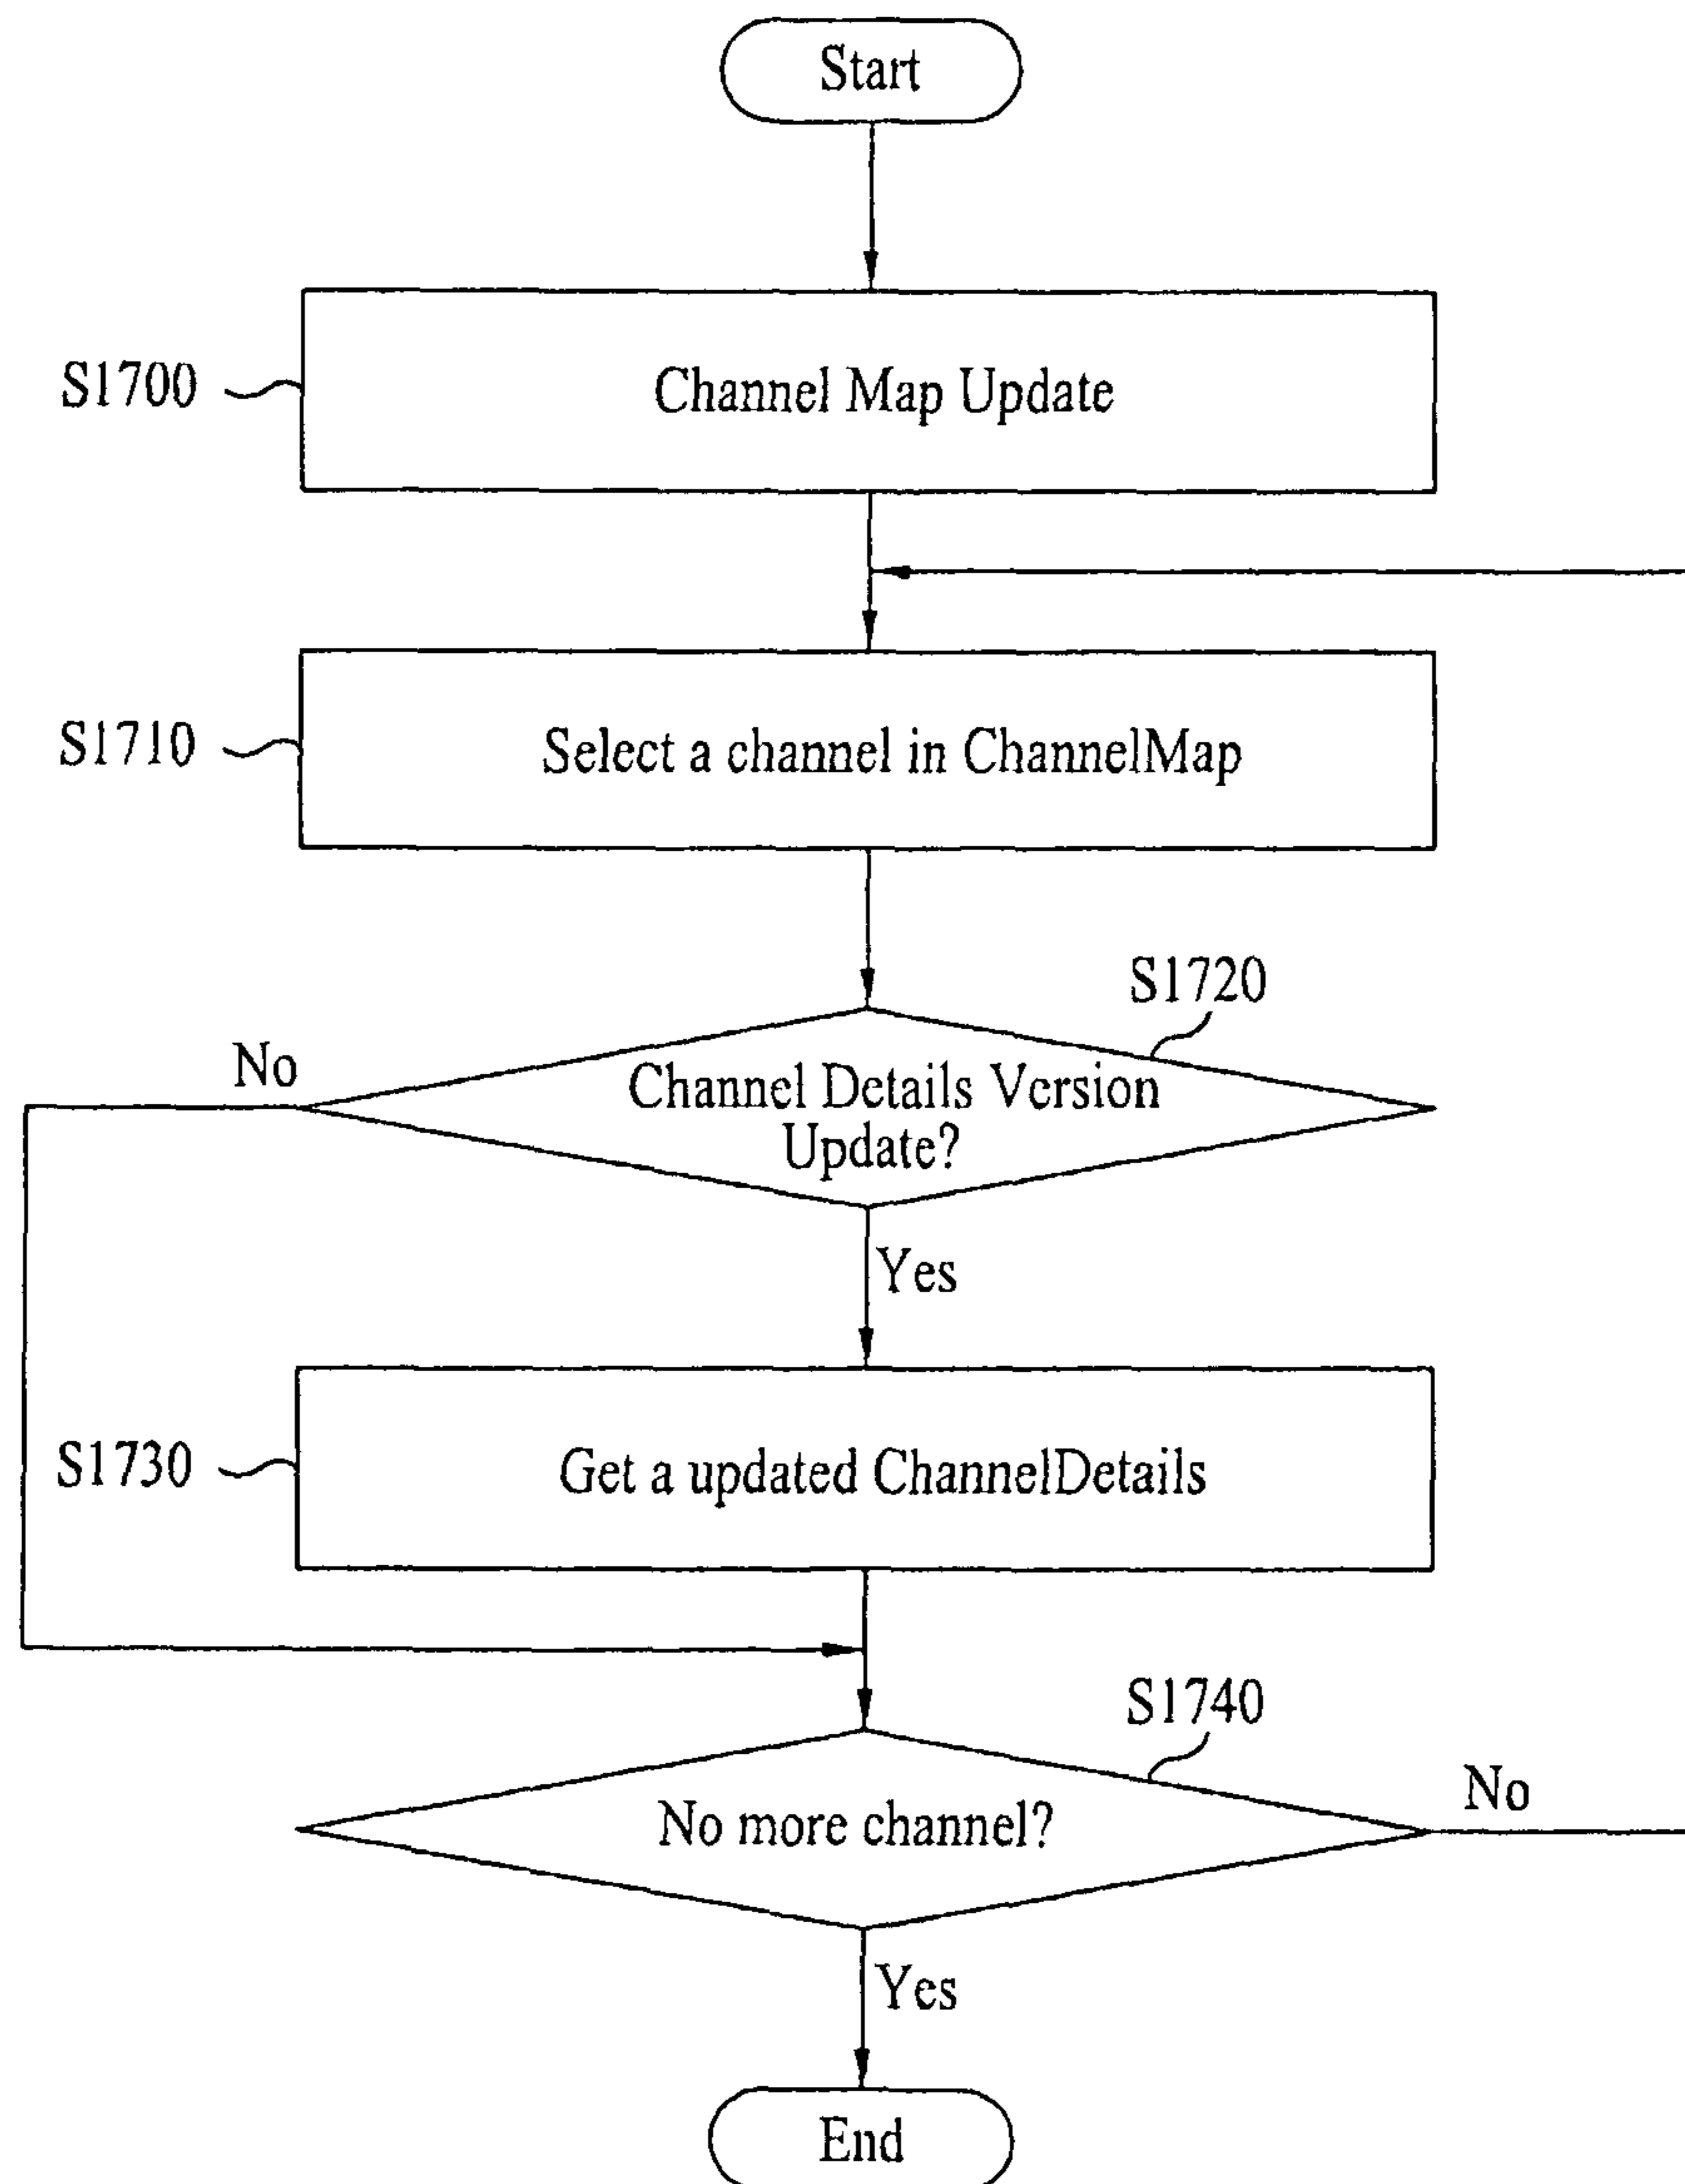 Start
S1700
Channel Map Update
S1710
Select a channel in ChannelMap
S1720
No
Channel Details Version
Update?
Yes
S1730
Get a updated ChannelDetails
S1740
No more channel?
No
Yes
End